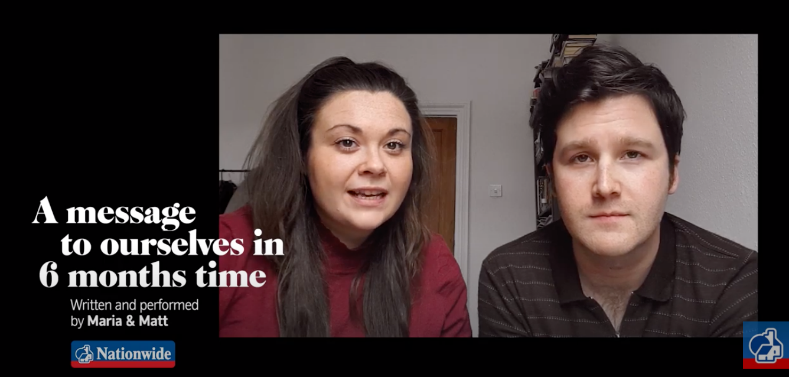 A message
to ourselves in
6 months time
Written and performed
by Maria & Matt
Nationwide